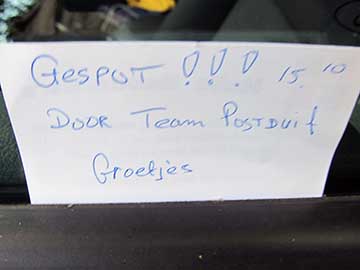 Gespot !!! 15.10
Door Team Postduif
Groetjes